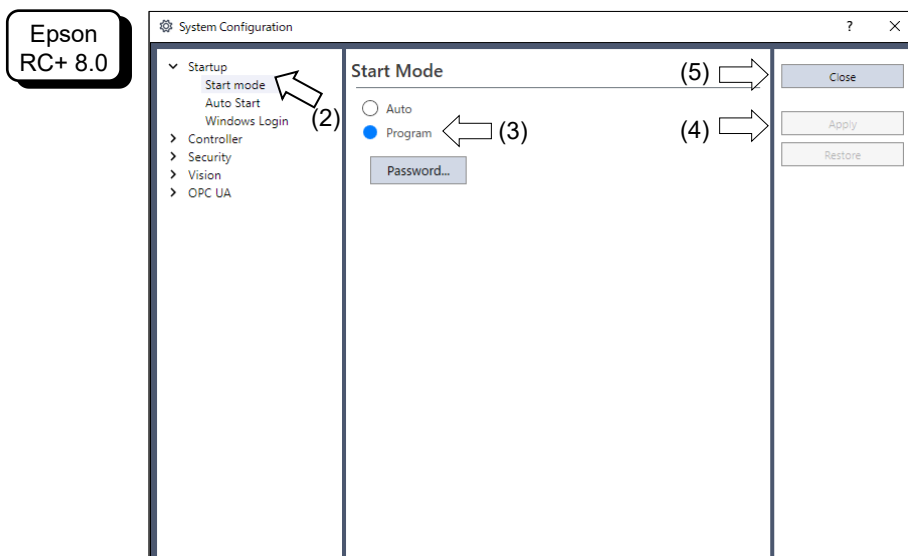 Epson
RC+ 8.0
System Configuration
?
Startup
Start mode
Auto Start
Windows Login
Controller
Security
Vision
OPC UA
(2)
Start Mode
Auto
Program
(3)
Password...
(5)
Close
(4)
Apply
Restore